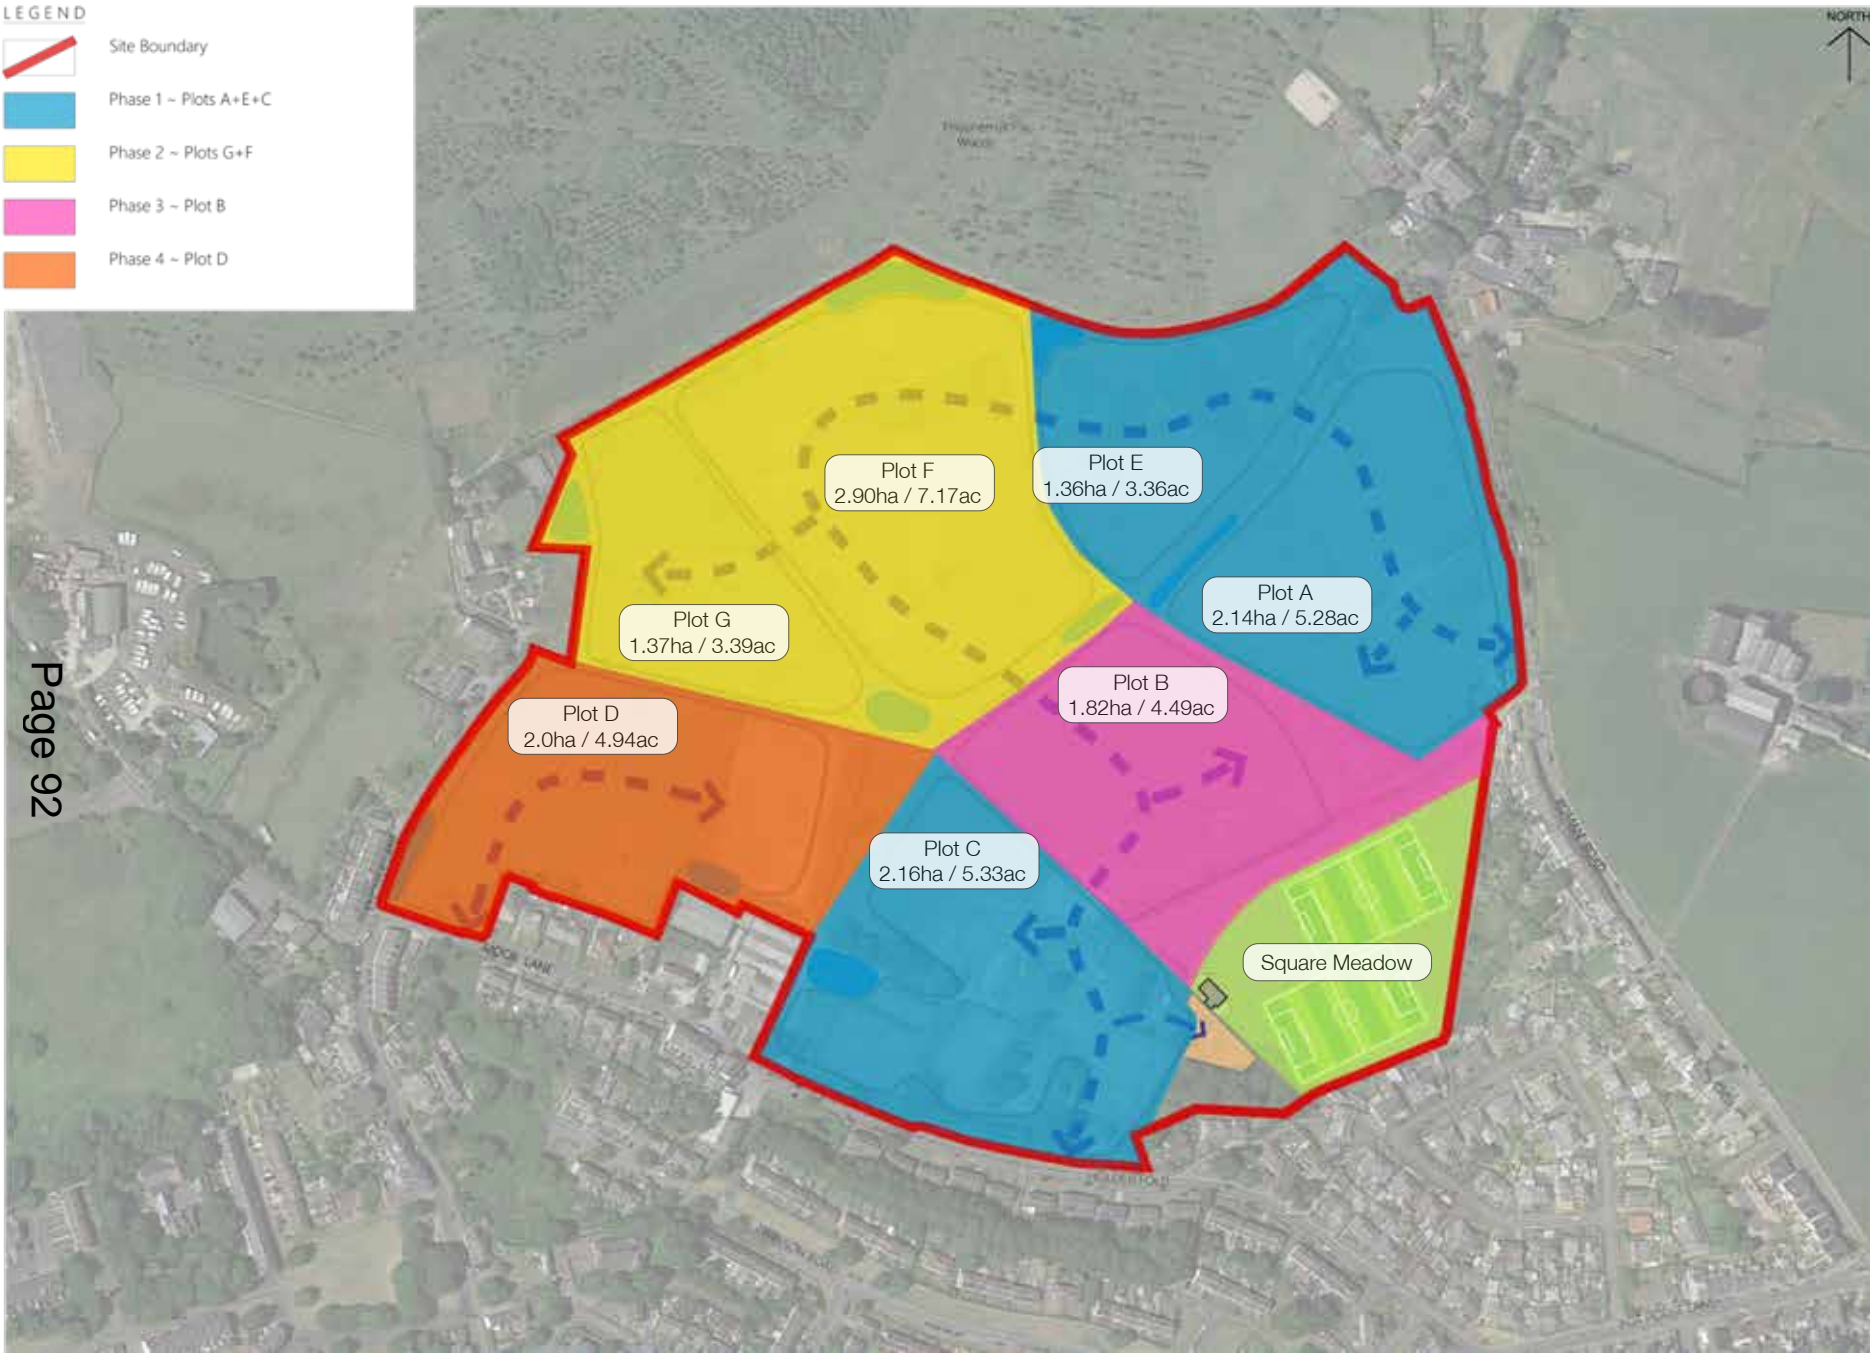 LEGEND
Site Boundary
Phase 1 ~ Plots A+E+C
Phase 2 ~ Plots G+F
Phase 3 ~ Plot B
Phase 4 ~ Plot D
NORTH
Plot F
2.90ha / 7.17ac
Plot E
1.36ha / 3.36ac
Plot A
2.14ha / 5.28ac
Plot G
1.37ha / 3.39ac
Plot B
1.82ha / 4.49ac
Plot D
2.0ha / 4.94ac
Plot C
2.16ha / 5.33ac
Square Meadow
Page 92